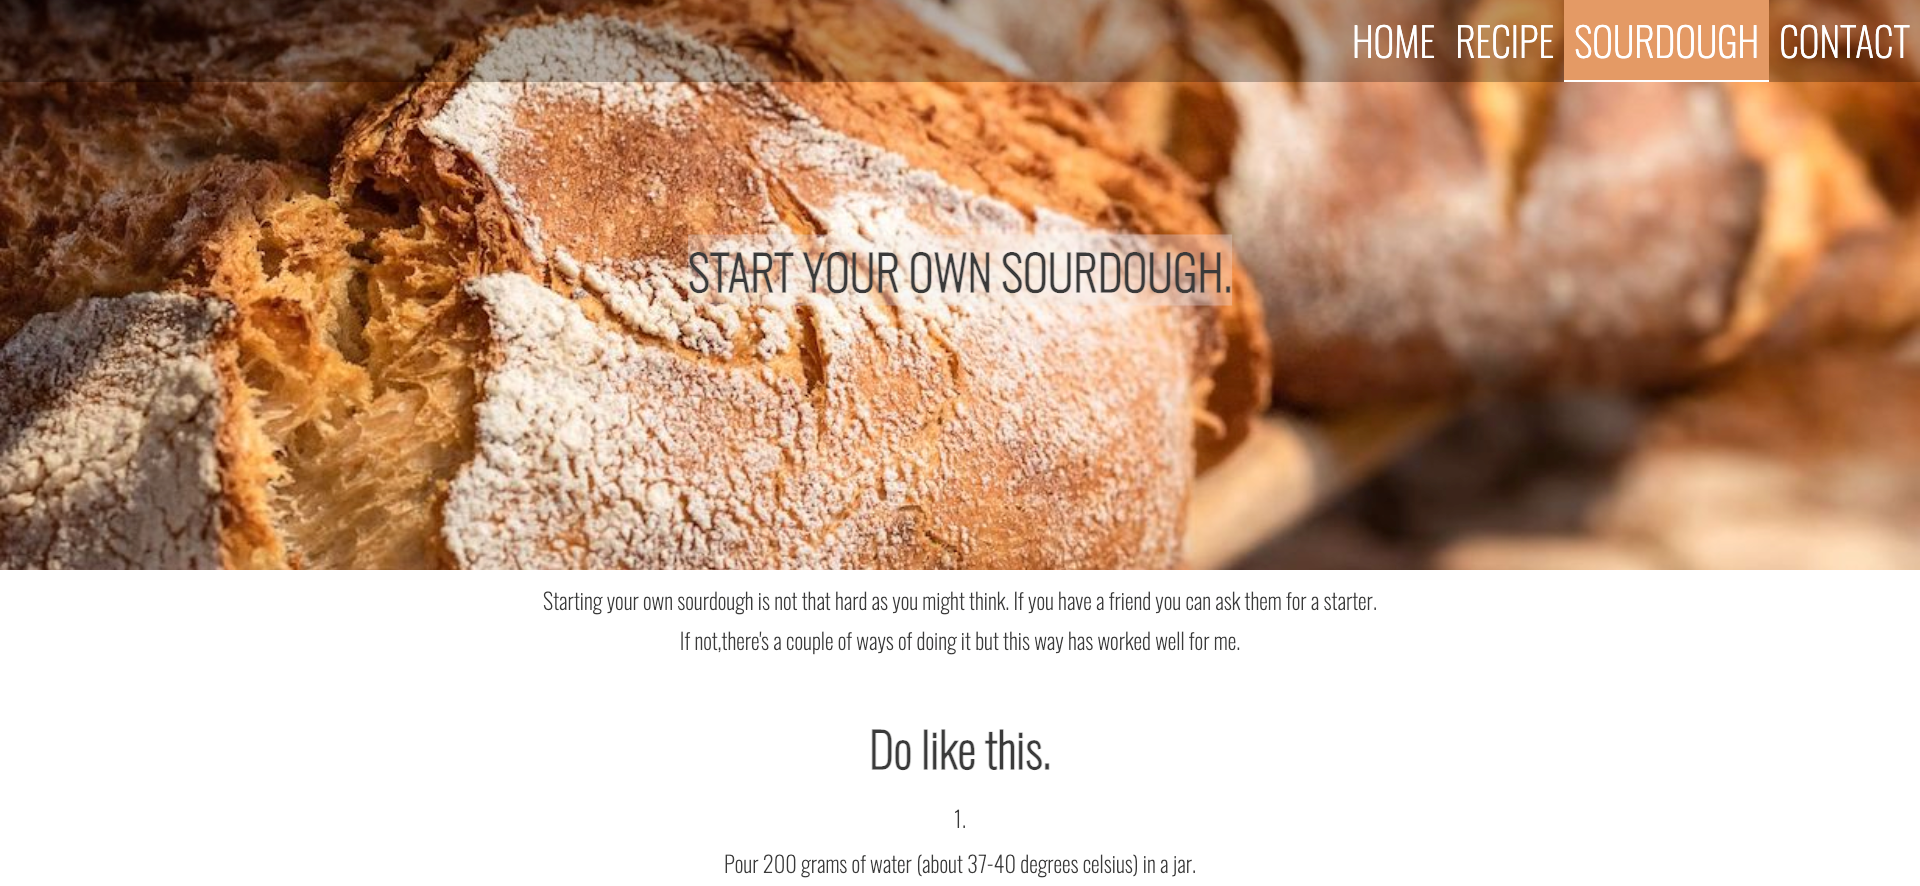 HOME RECIPE SOURDOUGH CONTACT
START YOUR OWN SOURDOUGH.
Starting your own sourdough is not that hard as you might think. If you have a friend you can ask them for a starter.
If not,there's a couple of ways of doing it but this way has worked well for me.
Do like this.
1.
Pour 200 grams of water (about 37-40 degrees celsius) in a jar.